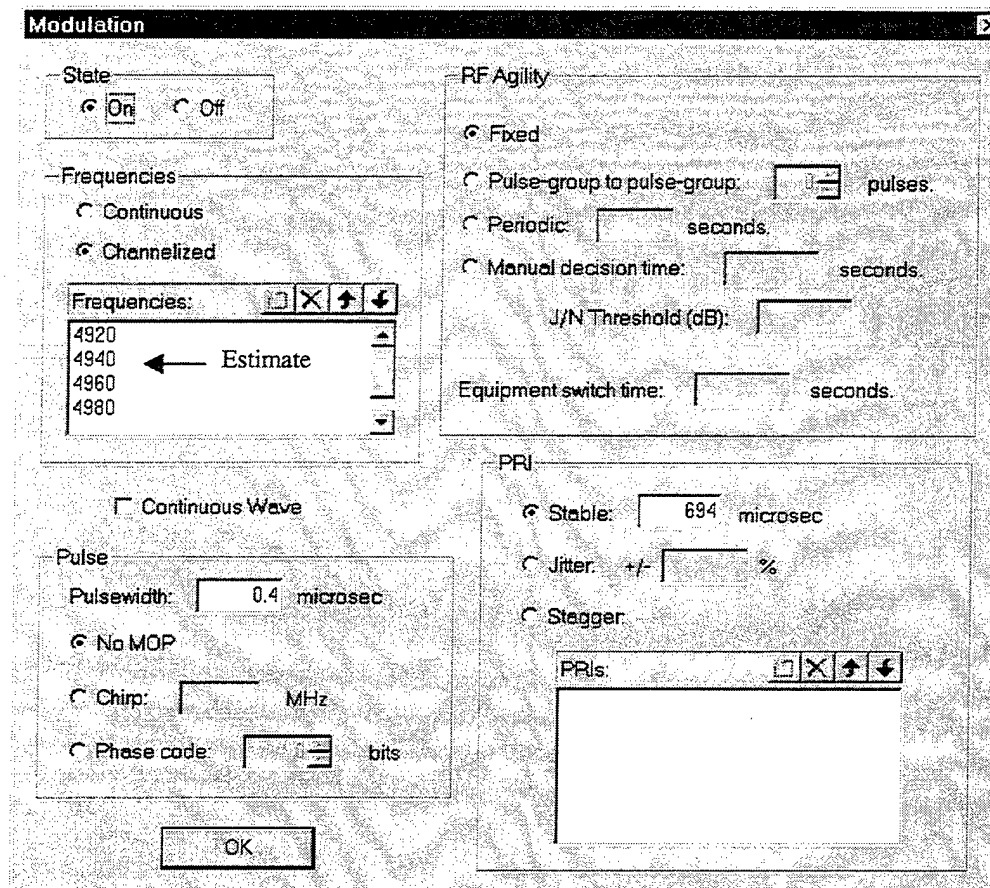 Modulation
State
On
Off
Frequencies
Continuous
Channelized
Frequencies:
4920
4940
Estimate
4960
4980
Continuous Wave
Pulse
Pulsewidth: 0.4 microsec
No MOP
Chirp: MHz
Phase code: 0 bits
OK
RF Agility
Fixed
Pulse-group to pulse-group: 0 pulses.
Periodic: seconds.
Manual decision time: seconds.
J/N Threshold (dB):
Equipment switch time: seconds.
PRI
Stable: 694 microsec
Jitter: +/- %
Stagger:
PRIs: